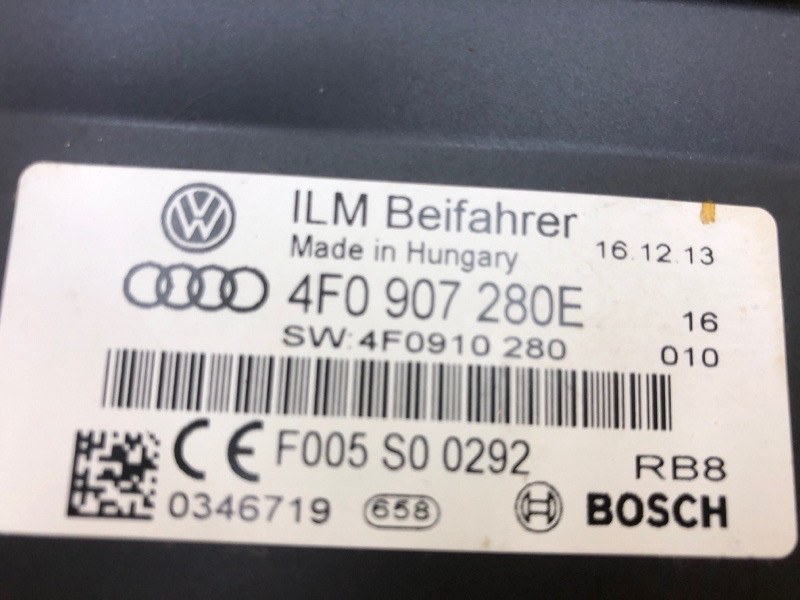 ILM Beifahrer
Made in Hungary 16.12.13
4F0 907 280E 16
SW:4F0910 280 010
CE F005 S0 0292 RB8
0346719 658 BOSCH